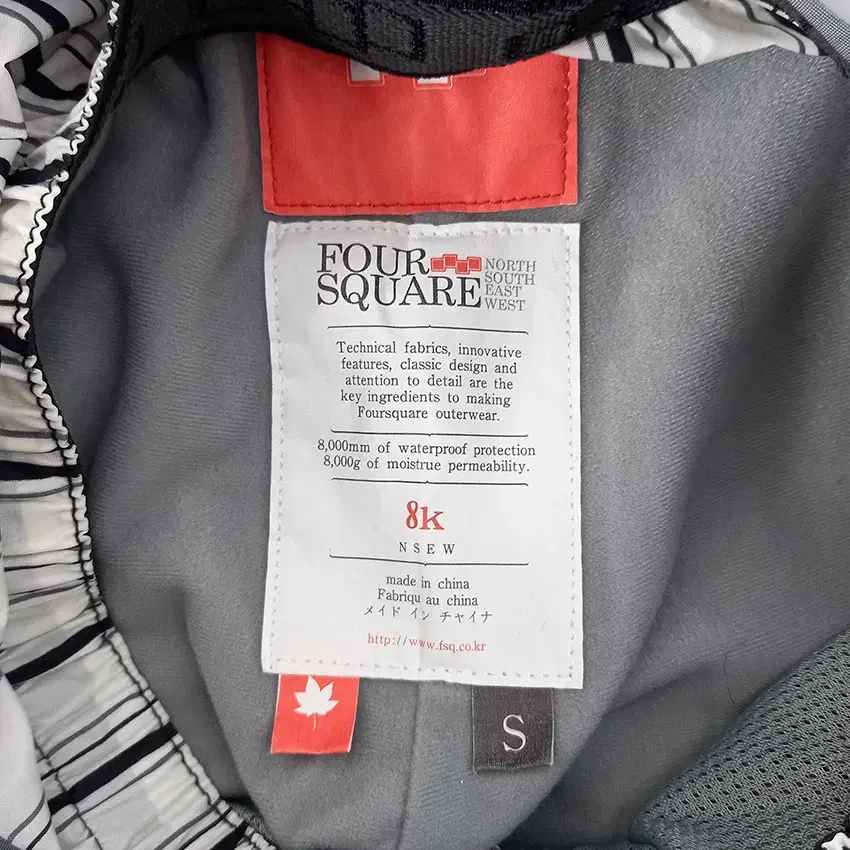 FOUR
SQUARE
NORTH
SOUTH
EAST
WEST
Technical fabrics, innovative
features, classic design and
attention to detail are the
key ingredients to making
Foursquare outerwear.
8,000mm of waterproof protection
8,000g of moistrue permeability.
8k
NSEW
made in china
Fabriqu au china
メイド イン チャイナ
http://www.fsq.co.kr
S